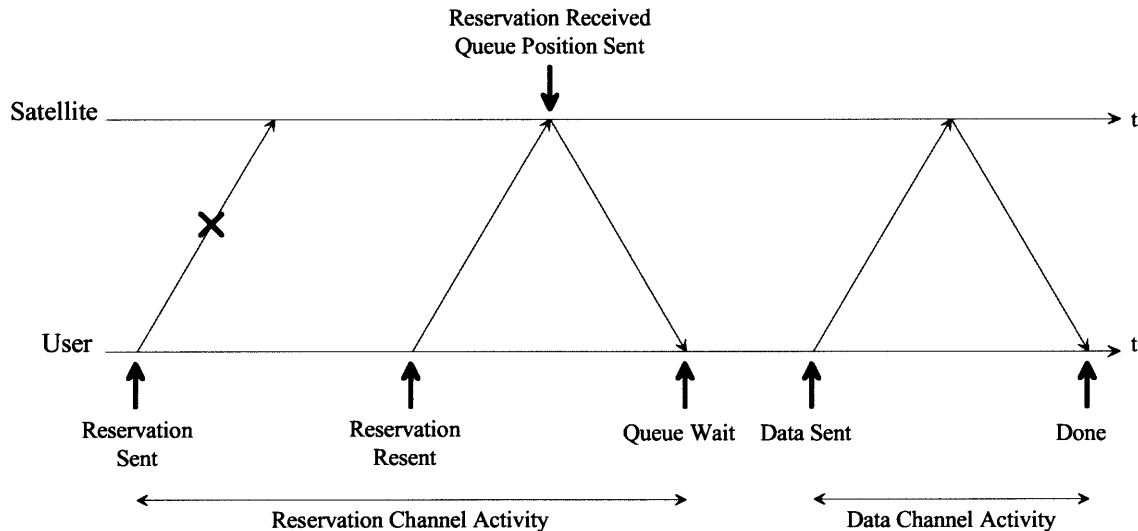 Reservation Received
Queue Position Sent
Satellite
t
User
t
Reservation
Sent
Reservation
Resent
Queue Wait
Data Sent
Done
Reservation Channel Activity
Data Channel Activity